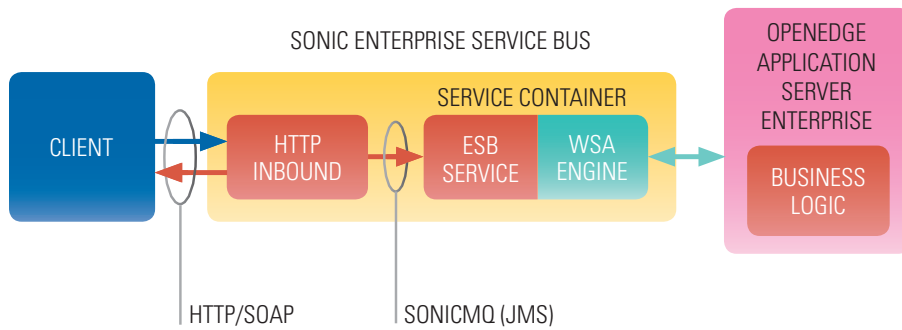 SONIC ENTERPRISE SERVICE BUS
OPENEDGE
APPLICATION
SERVER
ENTERPRISE
SERVICE CONTAINER
CLIENT
HTTP
INBOUND
ESB
SERVICE
WSA
ENGINE
BUSINESS
LOGIC
HTTP/SOAP
SONICMQ (JMS)